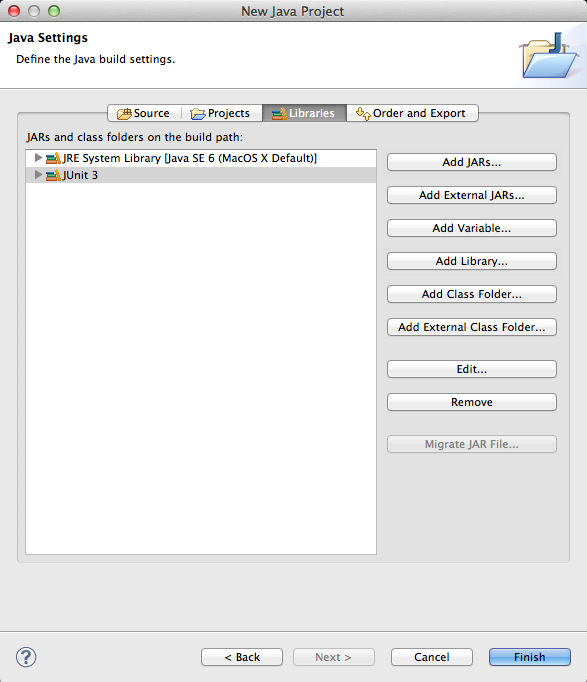 New Java Project
Java Settings
Define the Java build settings.
Source Projects Libraries Order and Export
JARs and class folders on the build path:
JRE System Library [Java SE 6 (MacOS X Default)]
JUnit 3
Add JARs...
Add External JARs...
Add Variable...
Add Library...
Add Class Folder...
Add External Class Folder...
Edit...
Remove
Migrate JAR File...
?
< Back Next > Cancel Finish